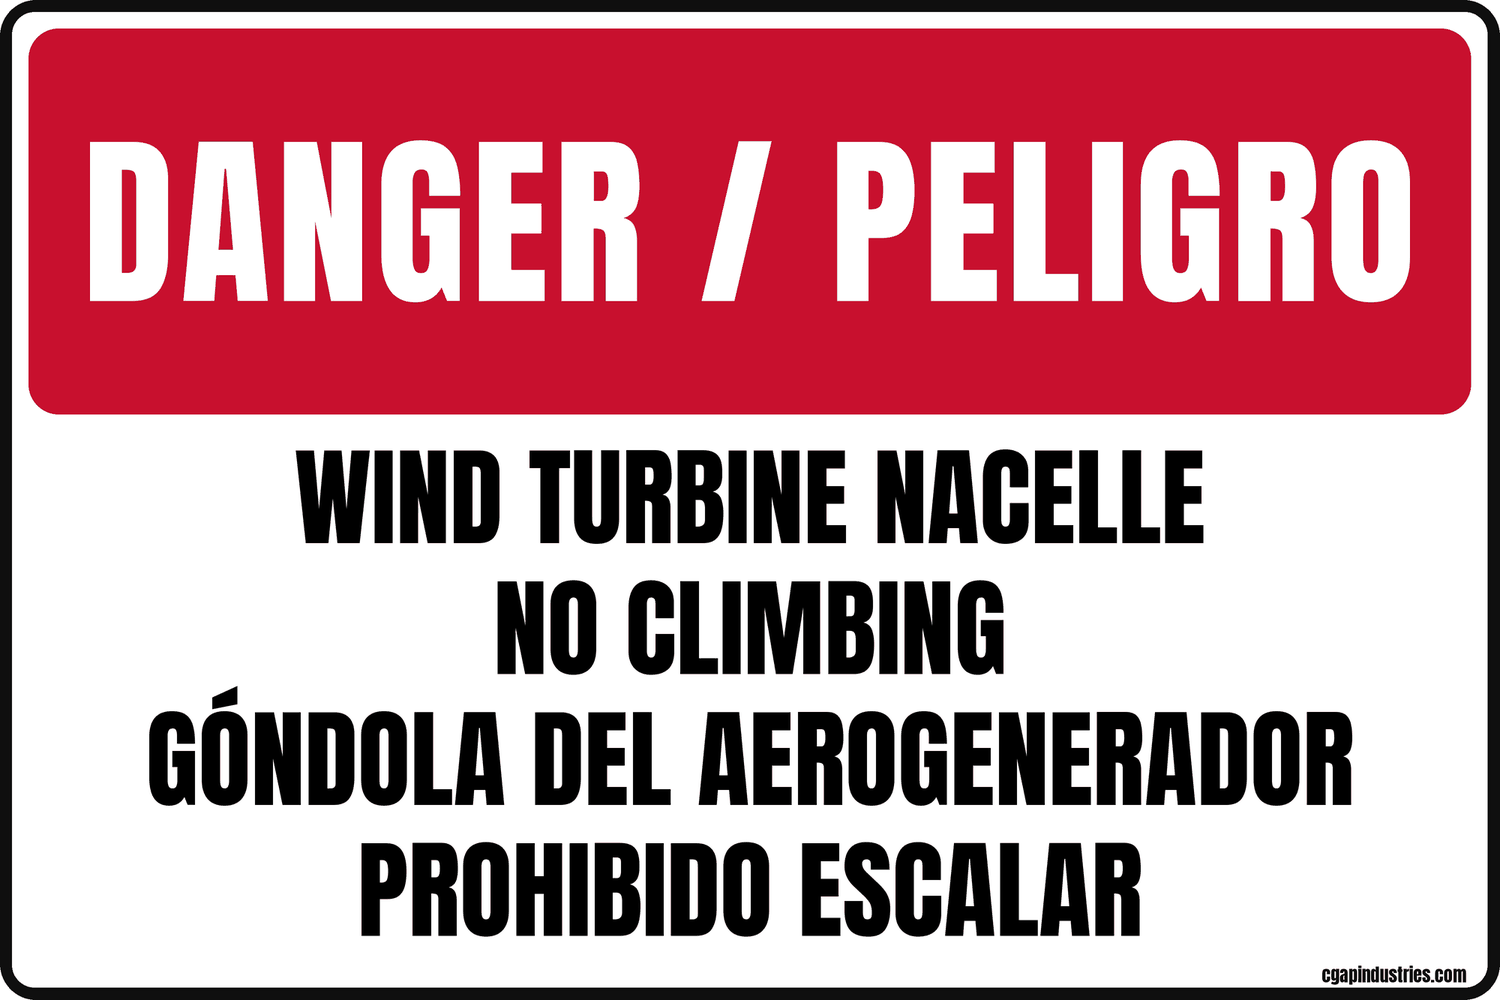 DANGER / PELIGRO
WIND TURBINE NACELLE
NO CLIMBING
GÓNDOLA DEL AEROGENERADOR
PROHIBIDO ESCALAR
cgapindustries.com